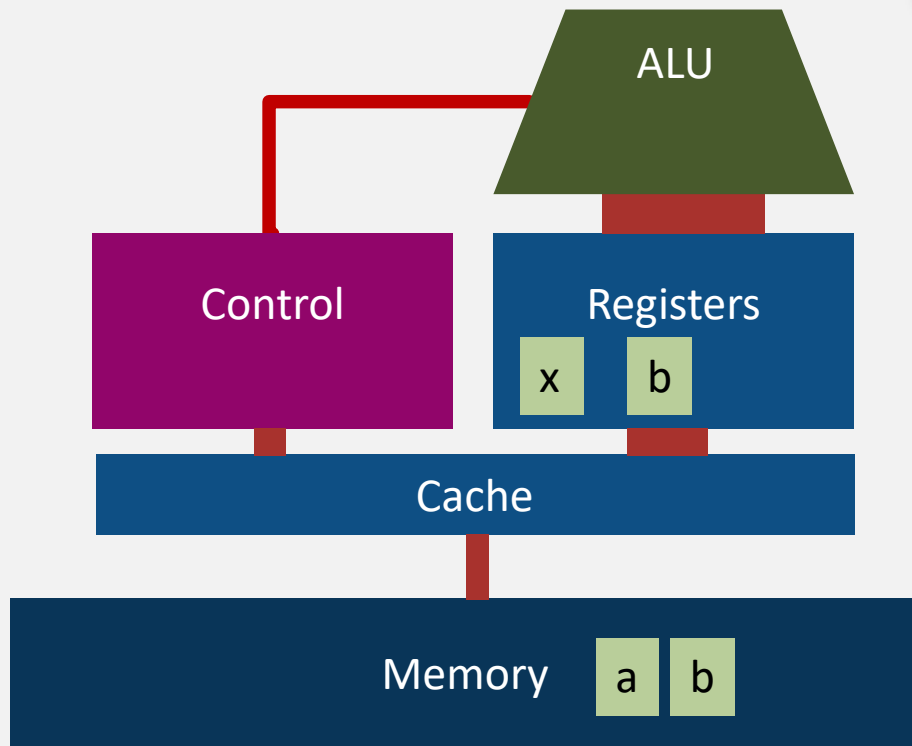 ALU
Control
Registers
x b
Cache
Memory a b